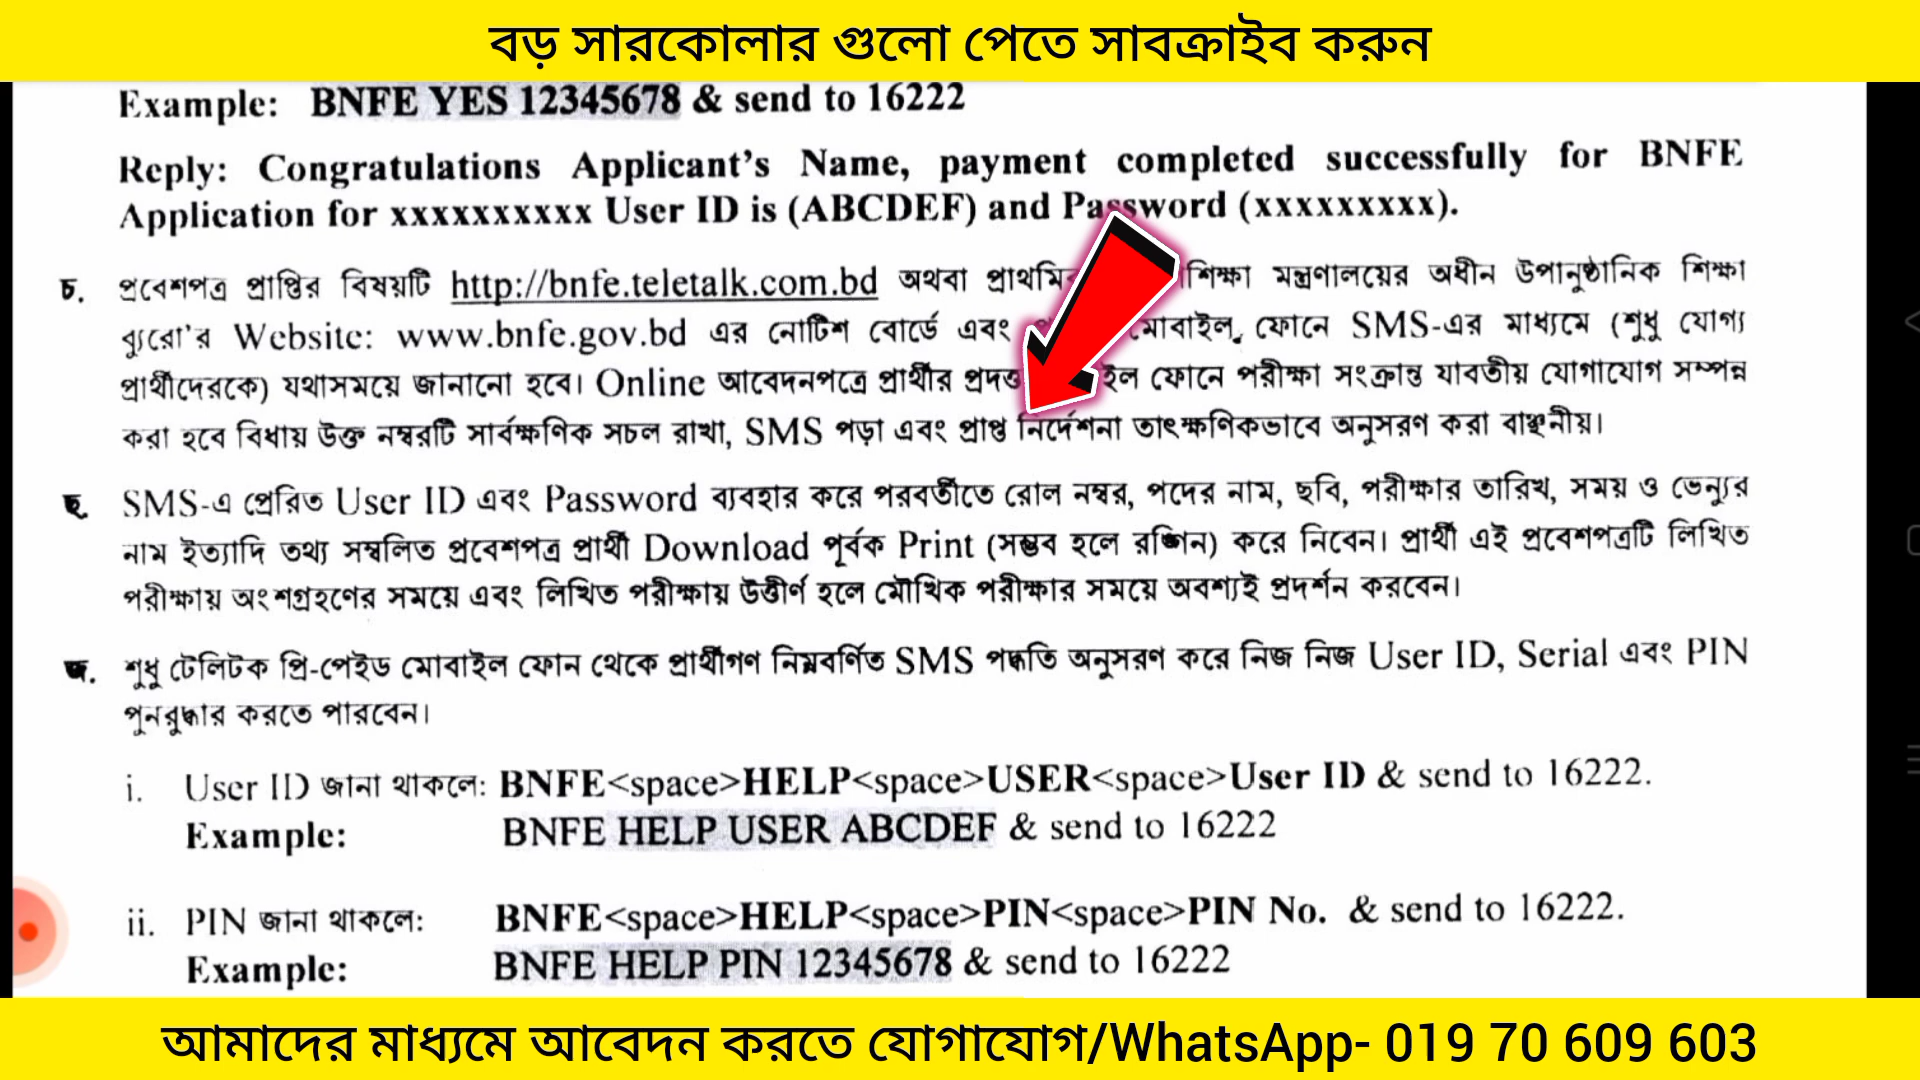 বড় সারকোলার গুলো পেতে সাবক্রাইব করুন
Example: BNFE YES 12345678 & send to 16222
Reply: Congratulations Applicant's Name, payment completed successfully for BNFE
Application for xxxxxxxxxx User ID is (ABCDEF) and Password (xxxxxxxxx).
চ. প্রবেশপত্র প্রাপ্তির বিষয়টি http://bnfe.teletalk.com.bd অথবা শিক্ষা মন্ত্রণালয়ের অধীন উপানুষ্ঠানিক শিক্ষা
ব্যুরো'র Website: www.bnfe.gov.bd এর নোটিশ বোর্ডে এবং মোবাইল ফোনে SMS-এর মাধ্যমে (শুধু যোগ্য
প্রার্থীদেরকে) যথাসময়ে জানানো হবে। Online আবেদনপত্রে প্রার্থীর ফোনে পরীক্ষা সংক্রান্ত যাবতীয় যোগাযোগ সম্পন্ন
করা হবে বিধায় উক্ত নম্বরটি সার্বক্ষণিক সচল রাখা, SMS পড়া এবং প্রাপ্ত নির্দেশনা তাৎক্ষণিকভাবে অনুসরণ করা বাঞ্ছনীয়।
ছ. SMS-এ প্রেরিত User ID এবং Password ব্যবহার করে পরবর্তীতে রোল নম্বর, পদের নাম, ছবি, পরীক্ষার তারিখ, সময় ও ভেন্যুর
নাম ইত্যাদি তথ্য সম্বলিত প্রবেশপত্র প্রার্থী Download পূর্বক Print (সম্ভব হলে রঙ্গিন) করে নিবেন। প্রার্থী এই প্রবেশপত্রটি লিখিত
পরীক্ষায় অংশগ্রহণের সময়ে এবং লিখিত পরীক্ষায় উত্তীর্ণ হলে মৌখিক পরীক্ষার সময়ে অবশ্যই প্রদর্শন করবেন।
জ. শুধু টেলিটক প্রি-পেইড মোবাইল ফোন থেকে প্রার্থীগণ নিম্নবর্ণিত SMS পদ্ধতি অনুসরণ করে নিজ নিজ User ID, Serial এবং PIN
পুনরুদ্ধার করতে পারবেন।
i. User ID জানা থাকলে: BNFE<space>HELP<space>USER<space>User ID & send to 16222.
Example: BNFE HELP USER ABCDEF & send to 16222
ii. PIN জানা থাকলে: BNFE<space>HELP<space>PIN<space>PIN No. & send to 16222.
Example: BNFE HELP PIN 12345678 & send to 16222
আমাদের মাধ্যমে আবেদন করতে যোগাযোগ/WhatsApp- 019 70 609 603